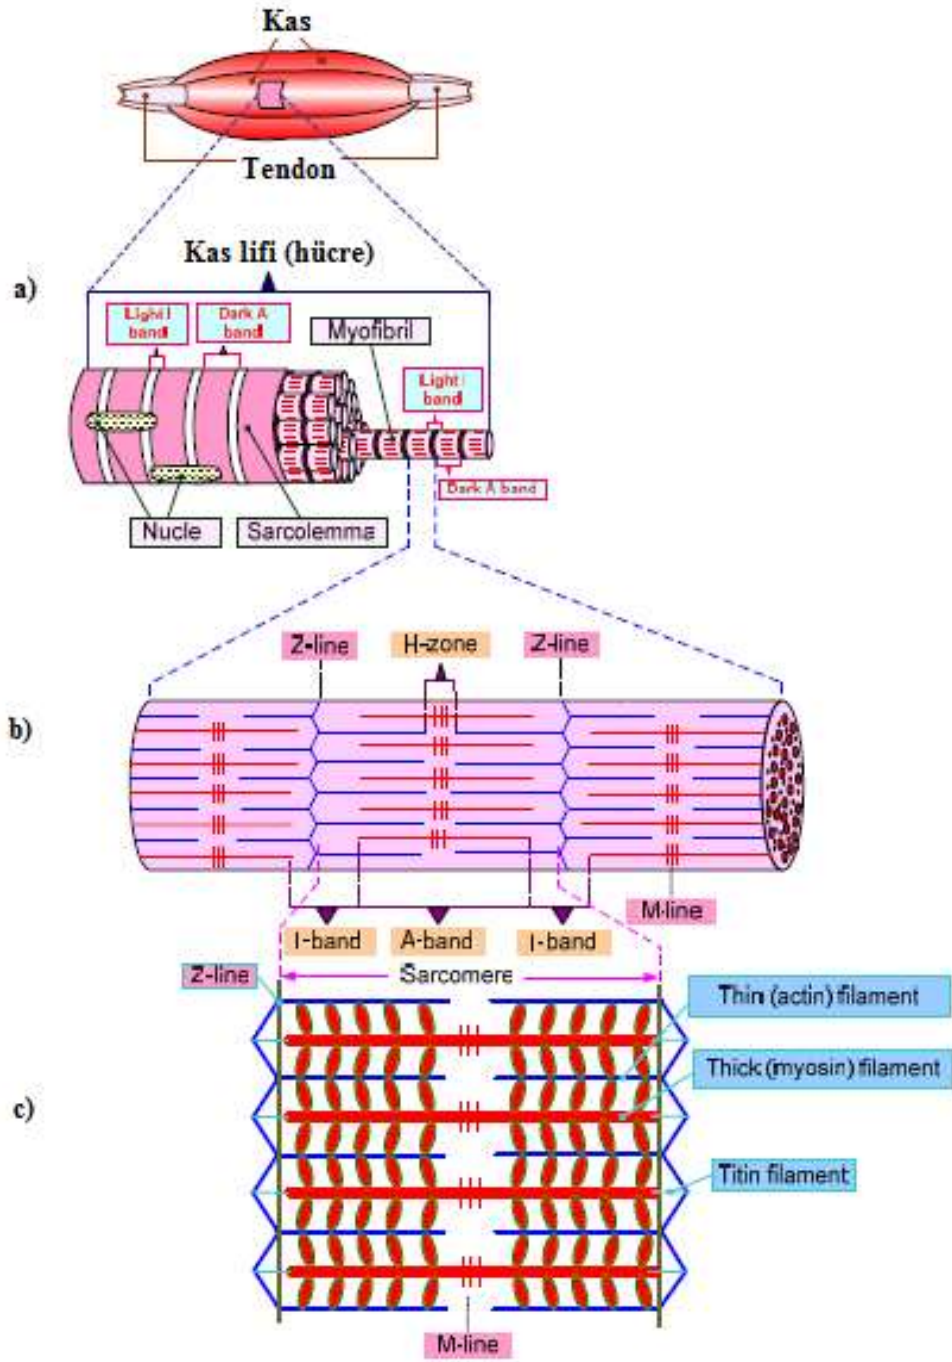 Kas
Tendon
Kas lifi (hücre)
a)
Light I
band
Dark A
band
Myofibril
Light I
band
Dark A band
Nucle
Sarcolemma
Z-line
H-zone
Z-line
b)
M-line
I-band
A-band
I-band
Z-line
Sarcomere
Thin (actin) filament
Thick (myosin) filament
c)
Titin filament
M-line